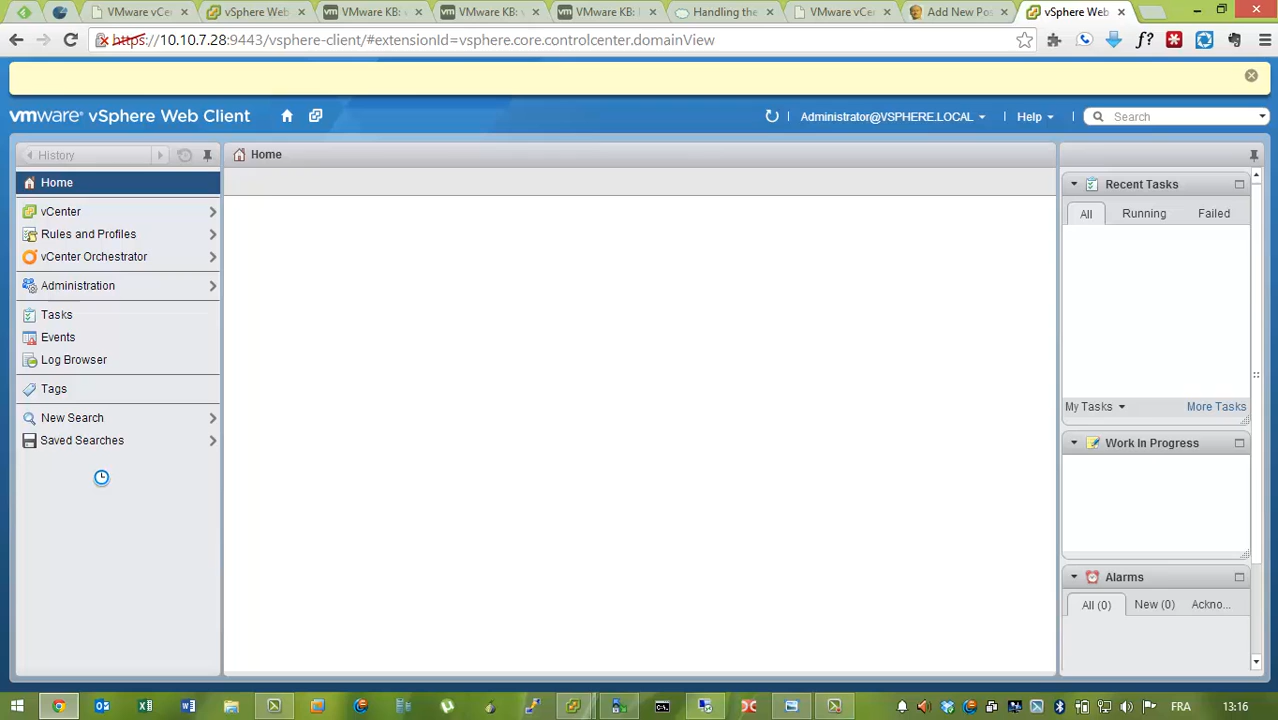 VMware vCer
vSphere Web
VMware KB: v
VMware KB: v
VMware KB: I
Handling the
VMware vCer
Add New Pos
vSphere Web
https://10.10.7.28:9443/vsphere-client/#extensionId=vsphere.core.controlcenter.domainView
f?
vmware® vSphere Web Client
Administrator@VSPHERE.LOCAL
Help
Search
History
Home
Home
vCenter
Rules and Profiles
vCenter Orchestrator
Administration
Tasks
Events
Log Browser
Tags
New Search
Saved Searches
Recent Tasks
All Running Failed
My Tasks More Tasks
Work In Progress
Alarms
All (0) New (0) Ackno...
FRA 13:16